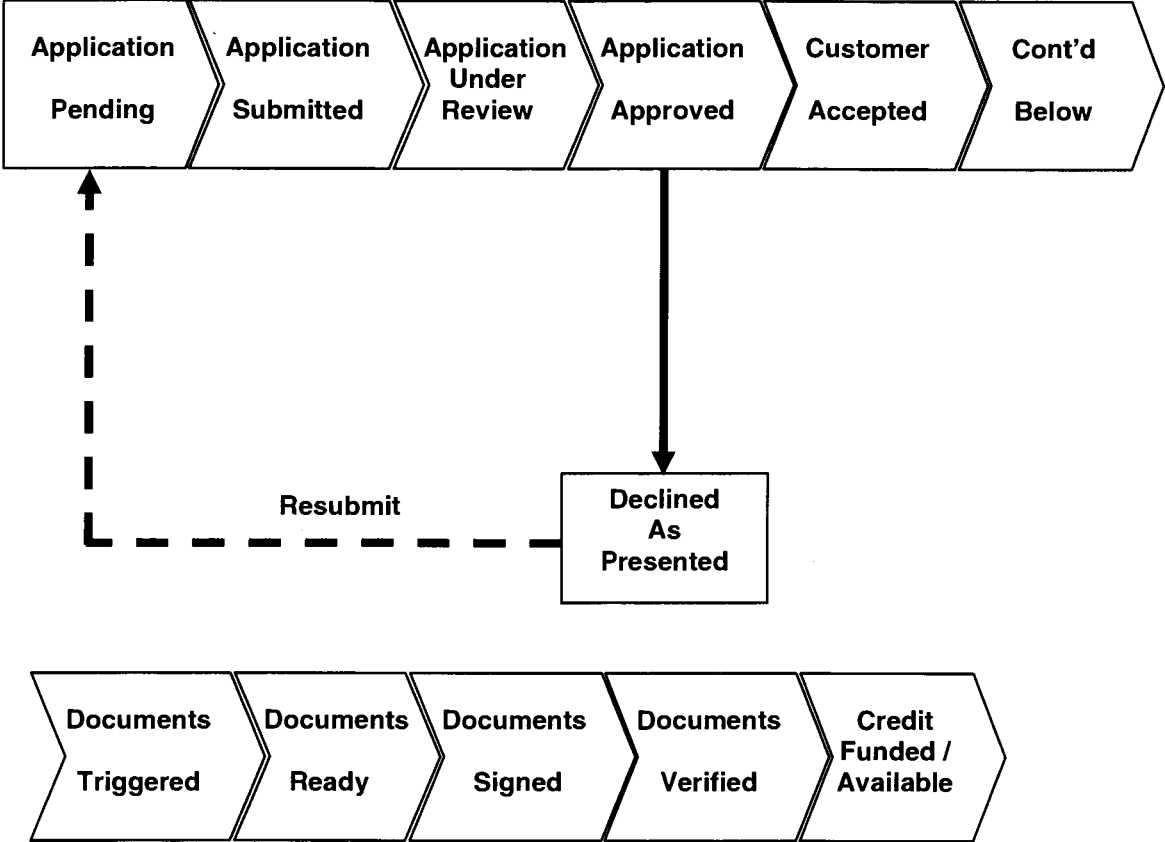 Application
Pending
Application
Submitted
Application
Under
Review
Application
Approved
Customer
Accepted
Cont'd
Below
Resubmit
Declined
As
Presented
Documents
Triggered
Documents
Ready
Documents
Signed
Documents
Verified
Credit
Funded /
Available